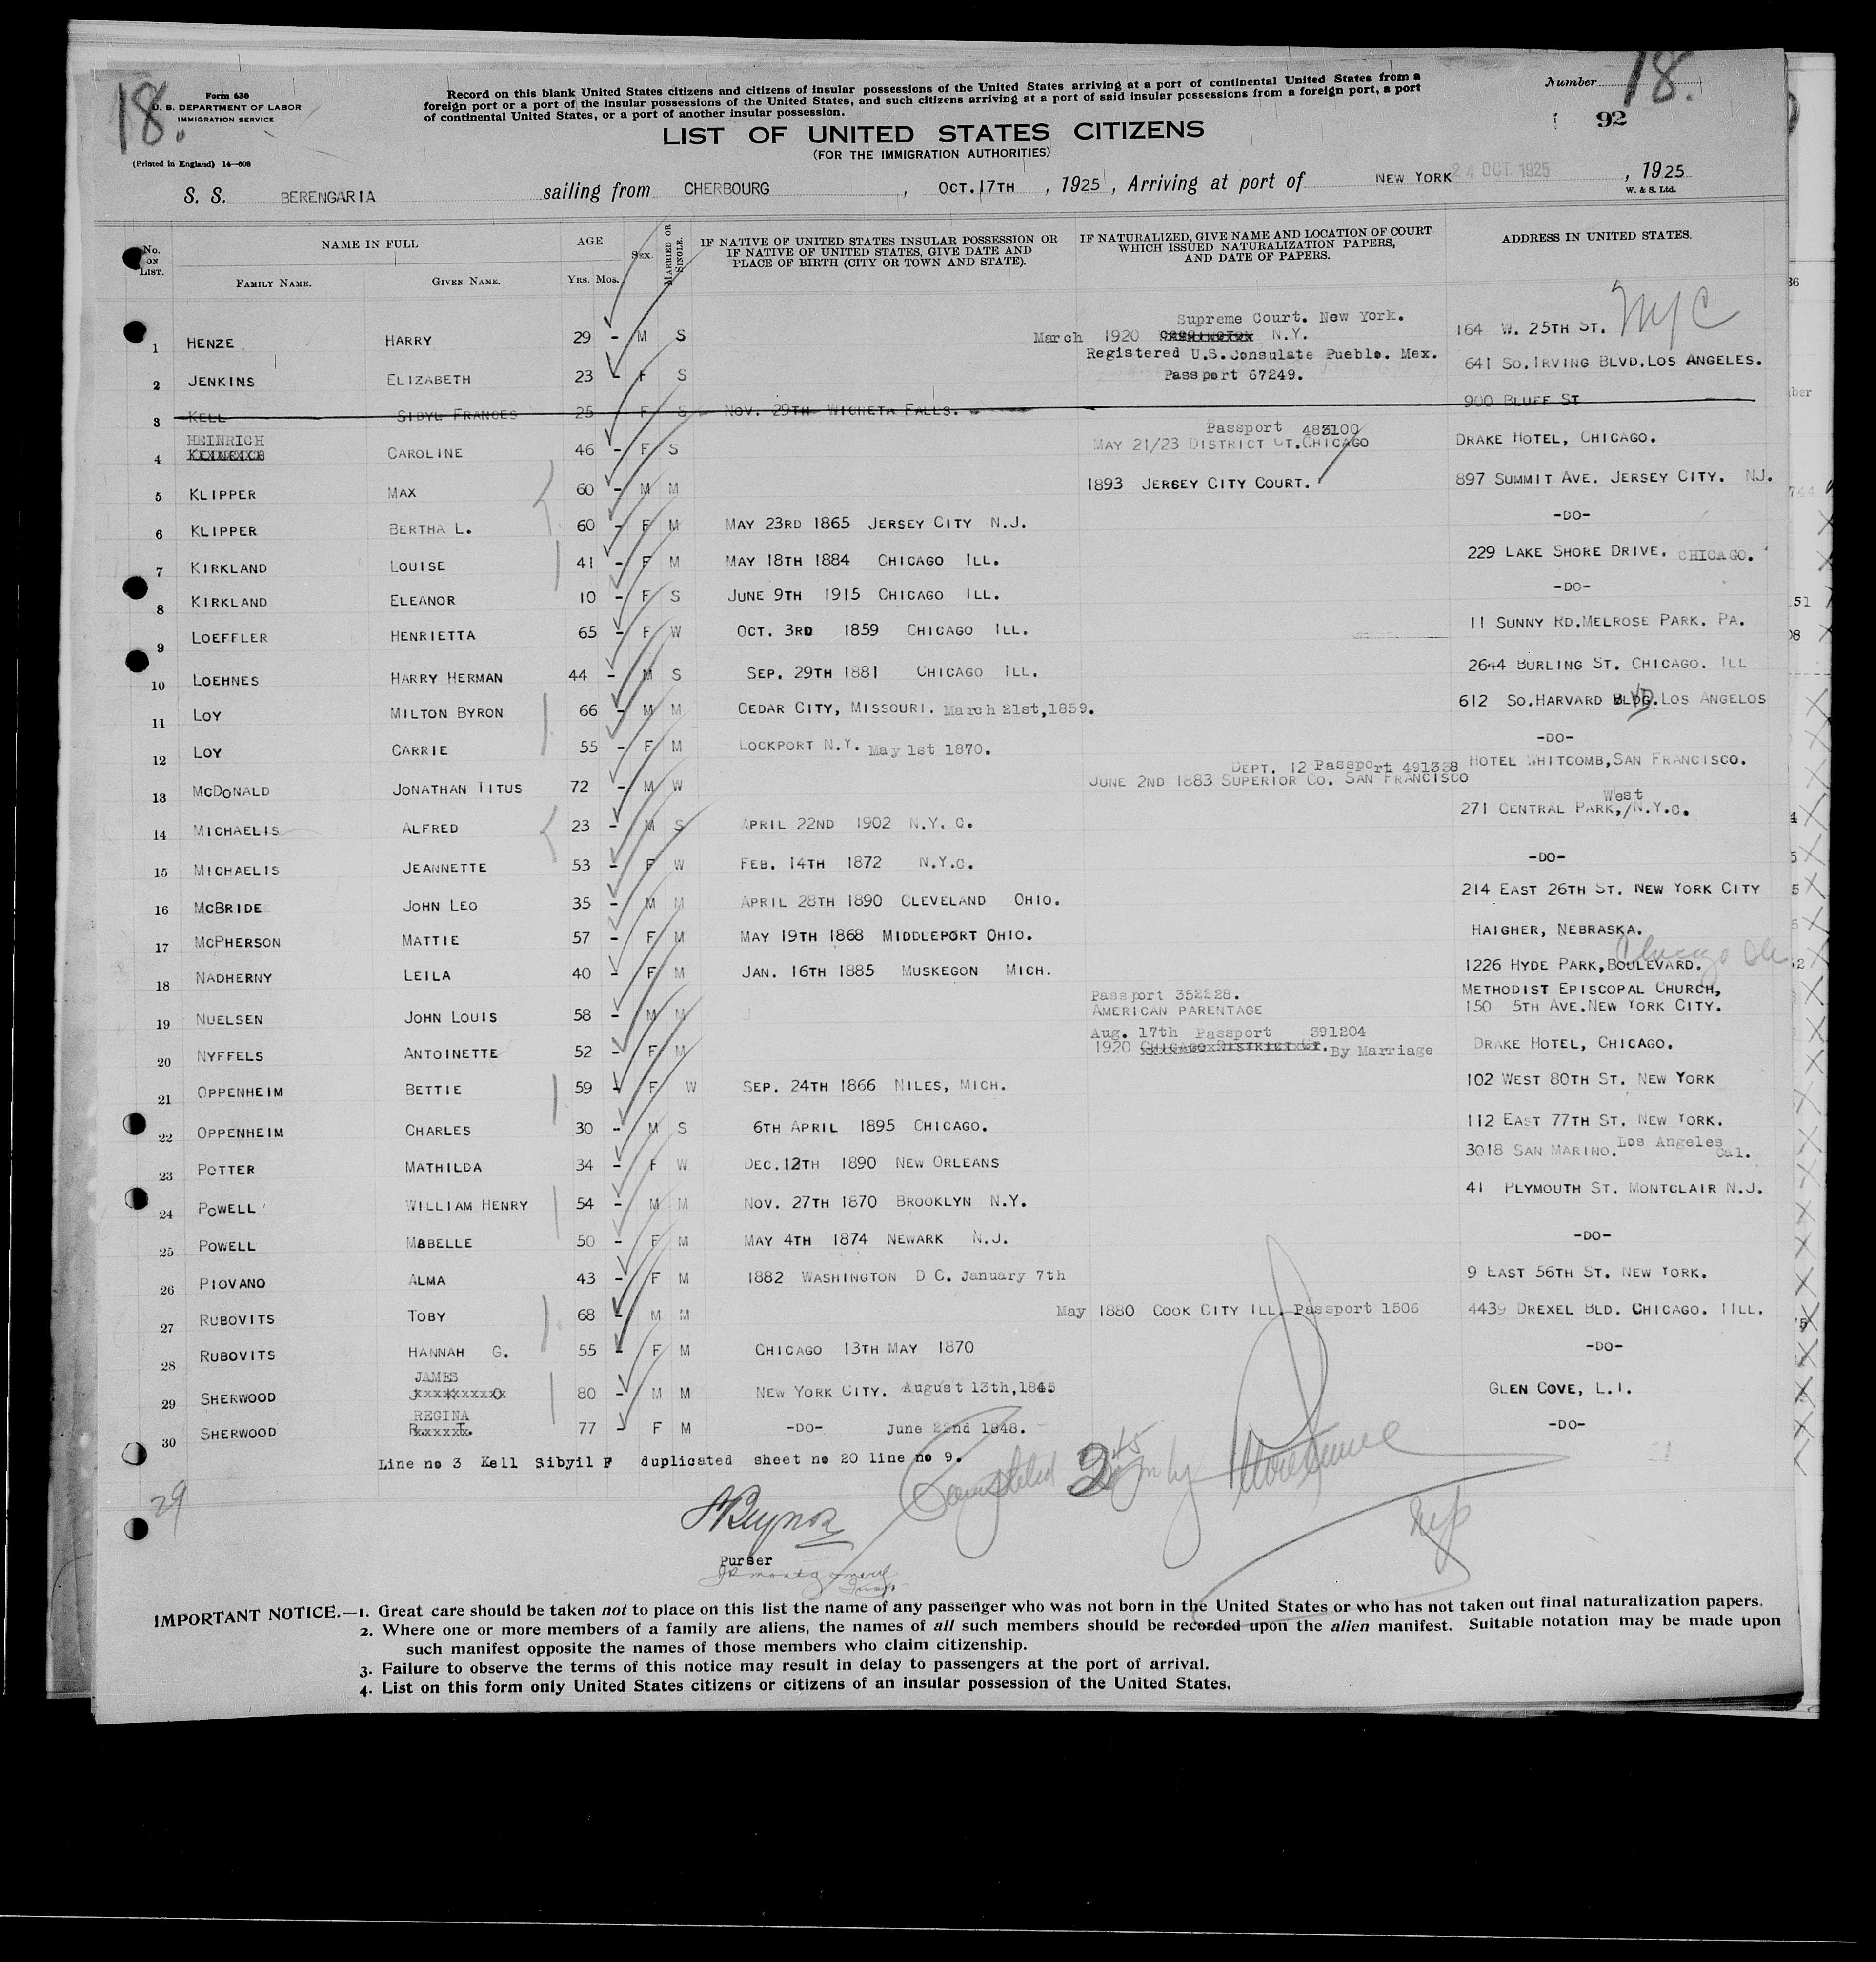 18.
Form 630
U. S. DEPARTMENT OF LABOR
IMMIGRATION SERVICE
(Printed in England) 14—608
Record on this blank United States citizens and citizens of insular possessions of the United States arriving at a port of continental United States from a
foreign port or a port of the insular possessions of the United States, and such citizens arriving at a port of said insular possessions from a foreign port, a port
of continental United States, or a port of another insular possession.
Number 18.
92
LIST OF UNITED STATES CITIZENS
(FOR THE IMMIGRATION AUTHORITIES)
S. S. BERENGARIA sailing from CHERBOURG, OCT. 17TH, 1925, Arriving at port of NEW YORK 24 OCT 1925, 1925
W. & S. Ltd.
No. ON LIST. NAME IN FULL AGE SEX. MARRIED OR SINGLE. IF NATIVE OF UNITED STATES INSULAR POSSESSION OR IF NATIVE OF UNITED STATES, GIVE DATE AND PLACE OF BIRTH (CITY OR TOWN AND STATE). IF NATURALIZED, GIVE NAME AND LOCATION OF COURT WHICH ISSUED NATURALIZATION PAPERS, AND DATE OF PAPERS. ADDRESS IN UNITED STATES.
FAMILY NAME. GIVEN NAME. YRS. MOS.
Supreme Court. New York.
1 HENZE HARRY 29 - M S March 1920 N.Y. 164 W. 25TH ST. NYC
Registered U.S. Consulate Pueblo. Mex.
2 JENKINS ELIZABETH 23 - F S Passport 67249. 641 SO. IRVING BLVD. LOS ANGELES.
3 KELL SIBYL FRANCES 25 F S NOV. 29TH WICHETA FALLS. 900 BLUFF ST
HEINRICH Passport 483100
4 CAROLINE 46 - F S MAY 21/23 DISTRICT CT. CHICAGO DRAKE HOTEL, CHICAGO.
5 KLIPPER MAX 60 - M M 1893 JERSEY CITY COURT. 897 SUMMIT AVE. JERSEY CITY. NJ.
6 KLIPPER BERTHA L. 60 - F M MAY 23RD 1865 JERSEY CITY N.J. -DO-
7 KIRKLAND LOUISE 41 - F M MAY 18TH 1884 CHICAGO ILL. 229 LAKE SHORE DRIVE. CHICAGO.
8 KIRKLAND ELEANOR 10 - F S JUNE 9TH 1915 CHICAGO ILL. -DO-
9 LOEFFLER HENRIETTA 65 - F W OCT. 3RD 1859 CHICAGO ILL. 11 SUNNY RD. MELROSE PARK. PA.
10 LOEHNES HARRY HERMAN 44 - M S SEP. 29TH 1881 CHICAGO ILL. 2644 BURLING ST. CHICAGO. ILL
11 LOY MILTON BYRON 66 - M M CEDAR CITY, MISSOURI. March 21st, 1859. 612 SO. HARVARD BLDG. VD LOS ANGELOS
12 LOY CARRIE 55 - F M LOCKPORT N.Y. May 1st 1870. -DO-
DEPT. 12 Passport 491338
13 MCDONALD JONATHAN TITUS 72 - M W JUNE 2ND 1883 SUPERIOR CO. SAN FRANCISCO HOTEL WHITCOMB, SAN FRANCISCO.
West
14 MICHAELIS ALFRED 23 - M S APRIL 22ND 1902 N.Y. C. 271 CENTRAL PARK,/N.Y.C.
15 MICHAELIS JEANNETTE 53 - F W FEB. 14TH 1872 N.Y.C. -DO-
16 MCBRIDE JOHN LEO 35 - M M APRIL 28TH 1890 CLEVELAND OHIO. 214 EAST 26TH ST. NEW YORK CITY
17 MCPHERSON MATTIE 57 - F M MAY 19TH 1868 MIDDLEPORT OHIO. HAIGHER, NEBRASKA.
18 NADHERNY LEILA 40 - F M JAN. 16TH 1885 MUSKEGON MICH. 1226 HYDE PARK, BOULEVARD. Chicago Ill
Passport 352228. METHODIST EPISCOPAL CHURCH,
19 NUELSEN JOHN LOUIS 58 - M M AMERICAN PARENTAGE 150 5TH AVE. NEW YORK CITY.
Aug. 17th Passport 391204
20 NYFFELS ANTOINETTE 52 - F M 1920 CHICAGO DISTRICT CT. By Marriage DRAKE HOTEL, CHICAGO.
21 OPPENHEIM BETTIE 59 - F W SEP. 24TH 1866 NILES, MICH. 102 WEST 80TH ST. NEW YORK
22 OPPENHEIM CHARLES 30 - M S 6TH APRIL 1895 CHICAGO. 112 EAST 77TH ST. NEW YORK.
23 POTTER MATHILDA 34 - F W DEC. 12TH 1890 NEW ORLEANS 3018 SAN MARINO. Los Angeles Cal.
24 POWELL WILLIAM HENRY 54 - M M NOV. 27TH 1870 BROOKLYN N.Y. 41 PLYMOUTH ST. MONTCLAIR N.J.
25 POWELL MABELLE 50 - F M MAY 4TH 1874 NEWARK N.J. -DO-
26 PIOVANO ALMA 43 - F M 1882 WASHINGTON D C. January 7th 9 EAST 56TH ST. NEW YORK.
27 RUBOVITS TOBY 68 - M M May 1880 COOK CITY ILL. Passport 1506 4439 DREXEL BLD. CHICAGO. IILL.
28 RUBOVITS HANNAH G. 55 - F M CHICAGO 13TH MAY 1870 -DO-
JAMES
29 SHERWOOD 80 - M M NEW YORK CITY. August 13th, 1845 GLEN COVE, L.I.
REGINA
30 SHERWOOD 77 - F M -DO- June 22nd 1848. -DO-
Line no 3 Kell Sibyil F duplicated sheet no 20 line no 9.
29
Purser
IMPORTANT NOTICE.—1. Great care should be taken not to place on this list the name of any passenger who was not born in the United States or who has not taken out final naturalization papers.
2. Where one or more members of a family are aliens, the names of all such members should be recorded upon the alien manifest. Suitable notation may be made upon
such manifest opposite the names of those members who claim citizenship.
3. Failure to observe the terms of this notice may result in delay to passengers at the port of arrival.
4. List on this form only United States citizens or citizens of an insular possession of the United States.